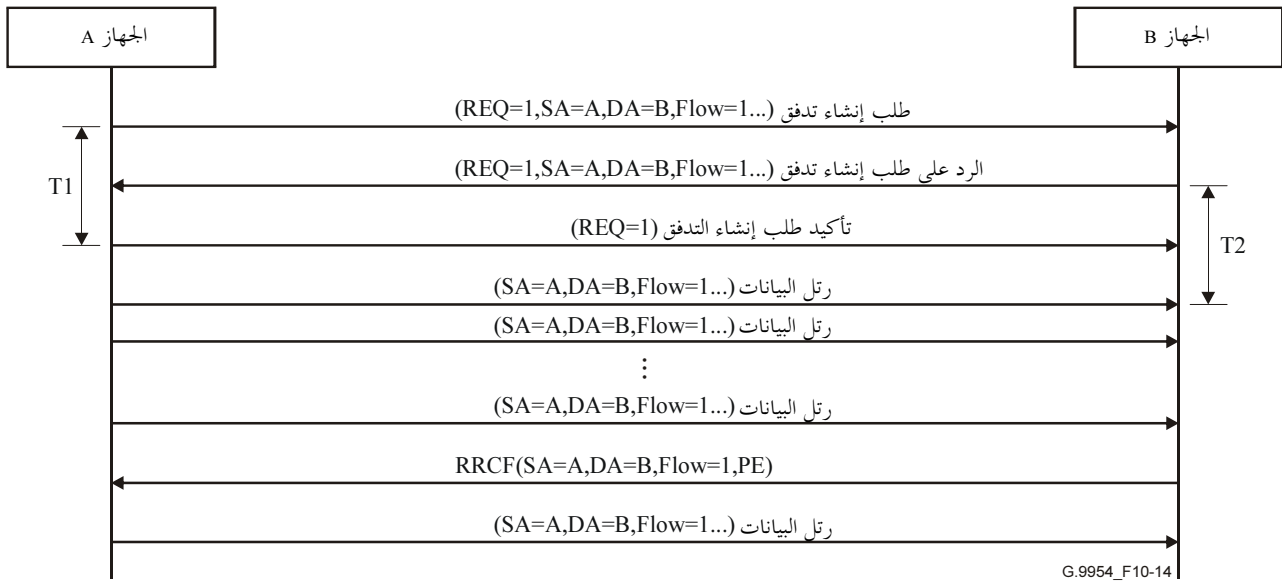 الجهاز A
الجهاز B
طلب إنشاء تدفق (REQ=1,SA=A,DA=B,Flow=1...)
الرد على طلب إنشاء تدفق (REQ=1,SA=A,DA=B,Flow=1...)
T1
تأكيد طلب إنشاء التدفق (REQ=1)
T2
رتل البيانات (SA=A,DA=B,Flow=1...)
رتل البيانات (SA=A,DA=B,Flow=1...)
⋮
رتل البيانات (SA=A,DA=B,Flow=1...)
RRCF(SA=A,DA=B,Flow=1,PE)
رتل البيانات (SA=A,DA=B,Flow=1...)
G.9954_F10-14